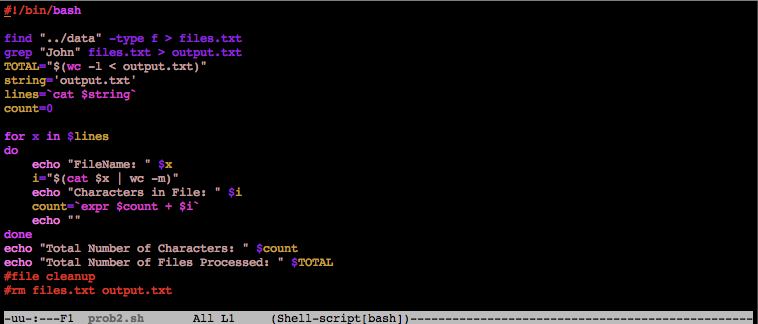 #!/bin/bash
find "../data" -type f > files.txt
grep "John" files.txt > output.txt
TOTAL="$(wc -l < output.txt)"
string='output.txt'
lines=`cat $string`
count=0
for x in $lines
do
    echo "FileName: " $x
    i="$(cat $x | wc -m)"
    echo "Characters in File: " $i
    count=`expr $count + $i`
    echo ""
done
echo "Total Number of Characters: " $count
echo "Total Number of Files Processed: " $TOTAL
#file cleanup
#rm files.txt output.txt
-uu-:---F1  prob2.sh       All L1     (Shell-script[bash])--------------------------------------------------